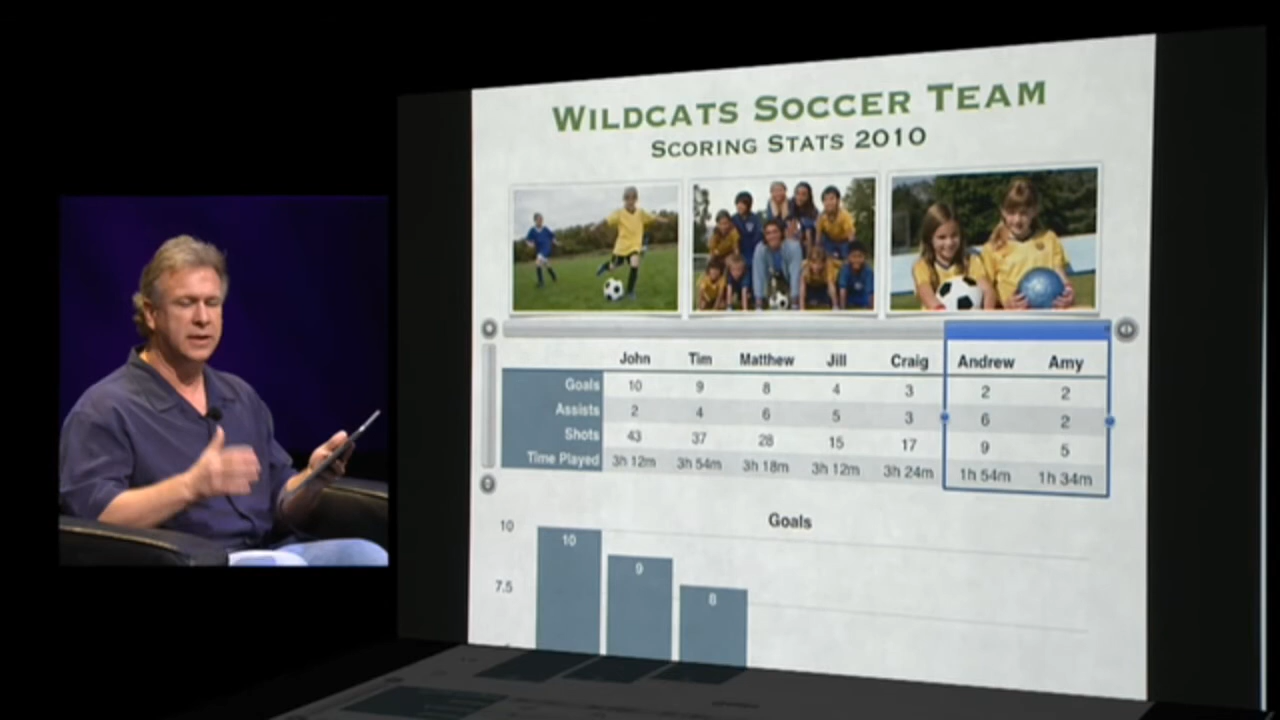 WILDCATS SOCCER TEAM
SCORING STATS 2010
John Tim Matthew Jill Craig Andrew Amy
Goals 10 9 8 4 3 2 2
Assists 2 4 6 5 3 6 2
Shots 43 37 28 15 17 9 5
Time Played 3h 12m 3h 54m 3h 18m 3h 12m 3h 24m 1h 54m 1h 34m
Goals
10
10
9
7.5
8